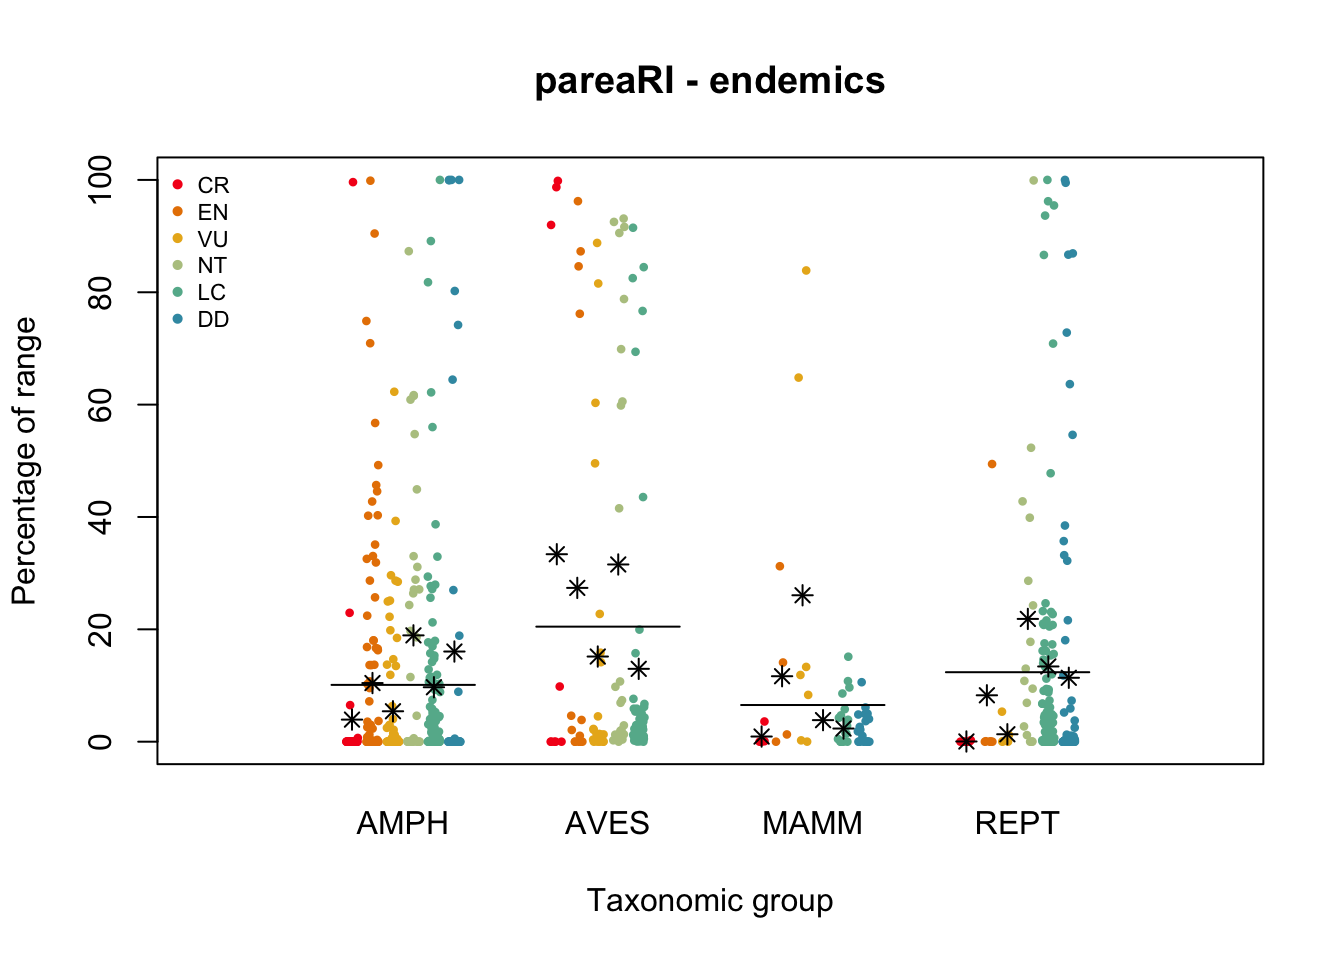 pareaRI - endemics
Percentage of range
100
80
60
40
20
0
CR
EN
VU
NT
LC
DD
AMPH AVES MAMM REPT
Taxonomic group